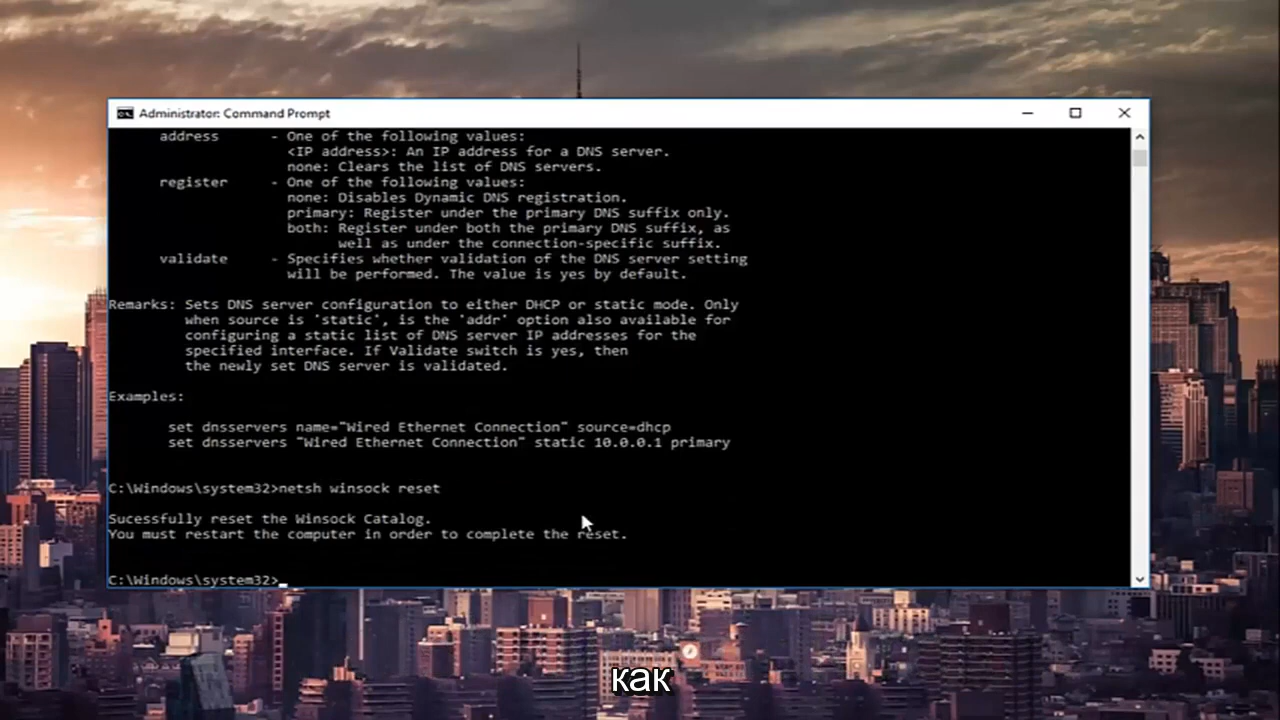 Administrator: Command Prompt
address - One of the following values:
<IP address>: An IP address for a DNS server.
none: Clears the list of DNS servers.
register - One of the following values:
none: Disables Dynamic DNS registration.
primary: Register under the primary DNS suffix only.
both: Register under both the primary DNS suffix, as
well as under the connection-specific suffix.
validate - Specifies whether validation of the DNS server setting
will be performed. The value is yes by default.
Remarks: Sets DNS server configuration to either DHCP or static mode. Only
when source is 'static', is the 'addr' option also available for
configuring a static list of DNS server IP addresses for the
specified interface. If Validate switch is yes, then
the newly set DNS server is validated.
Examples:
set dnsservers name="Wired Ethernet Connection" source=dhcp
set dnsservers "Wired Ethernet Connection" static 10.0.0.1 primary
C:\Windows\system32>netsh winsock reset
Sucessfully reset the Winsock Catalog.
You must restart the computer in order to complete the reset.
C:\Windows\system32>_
как